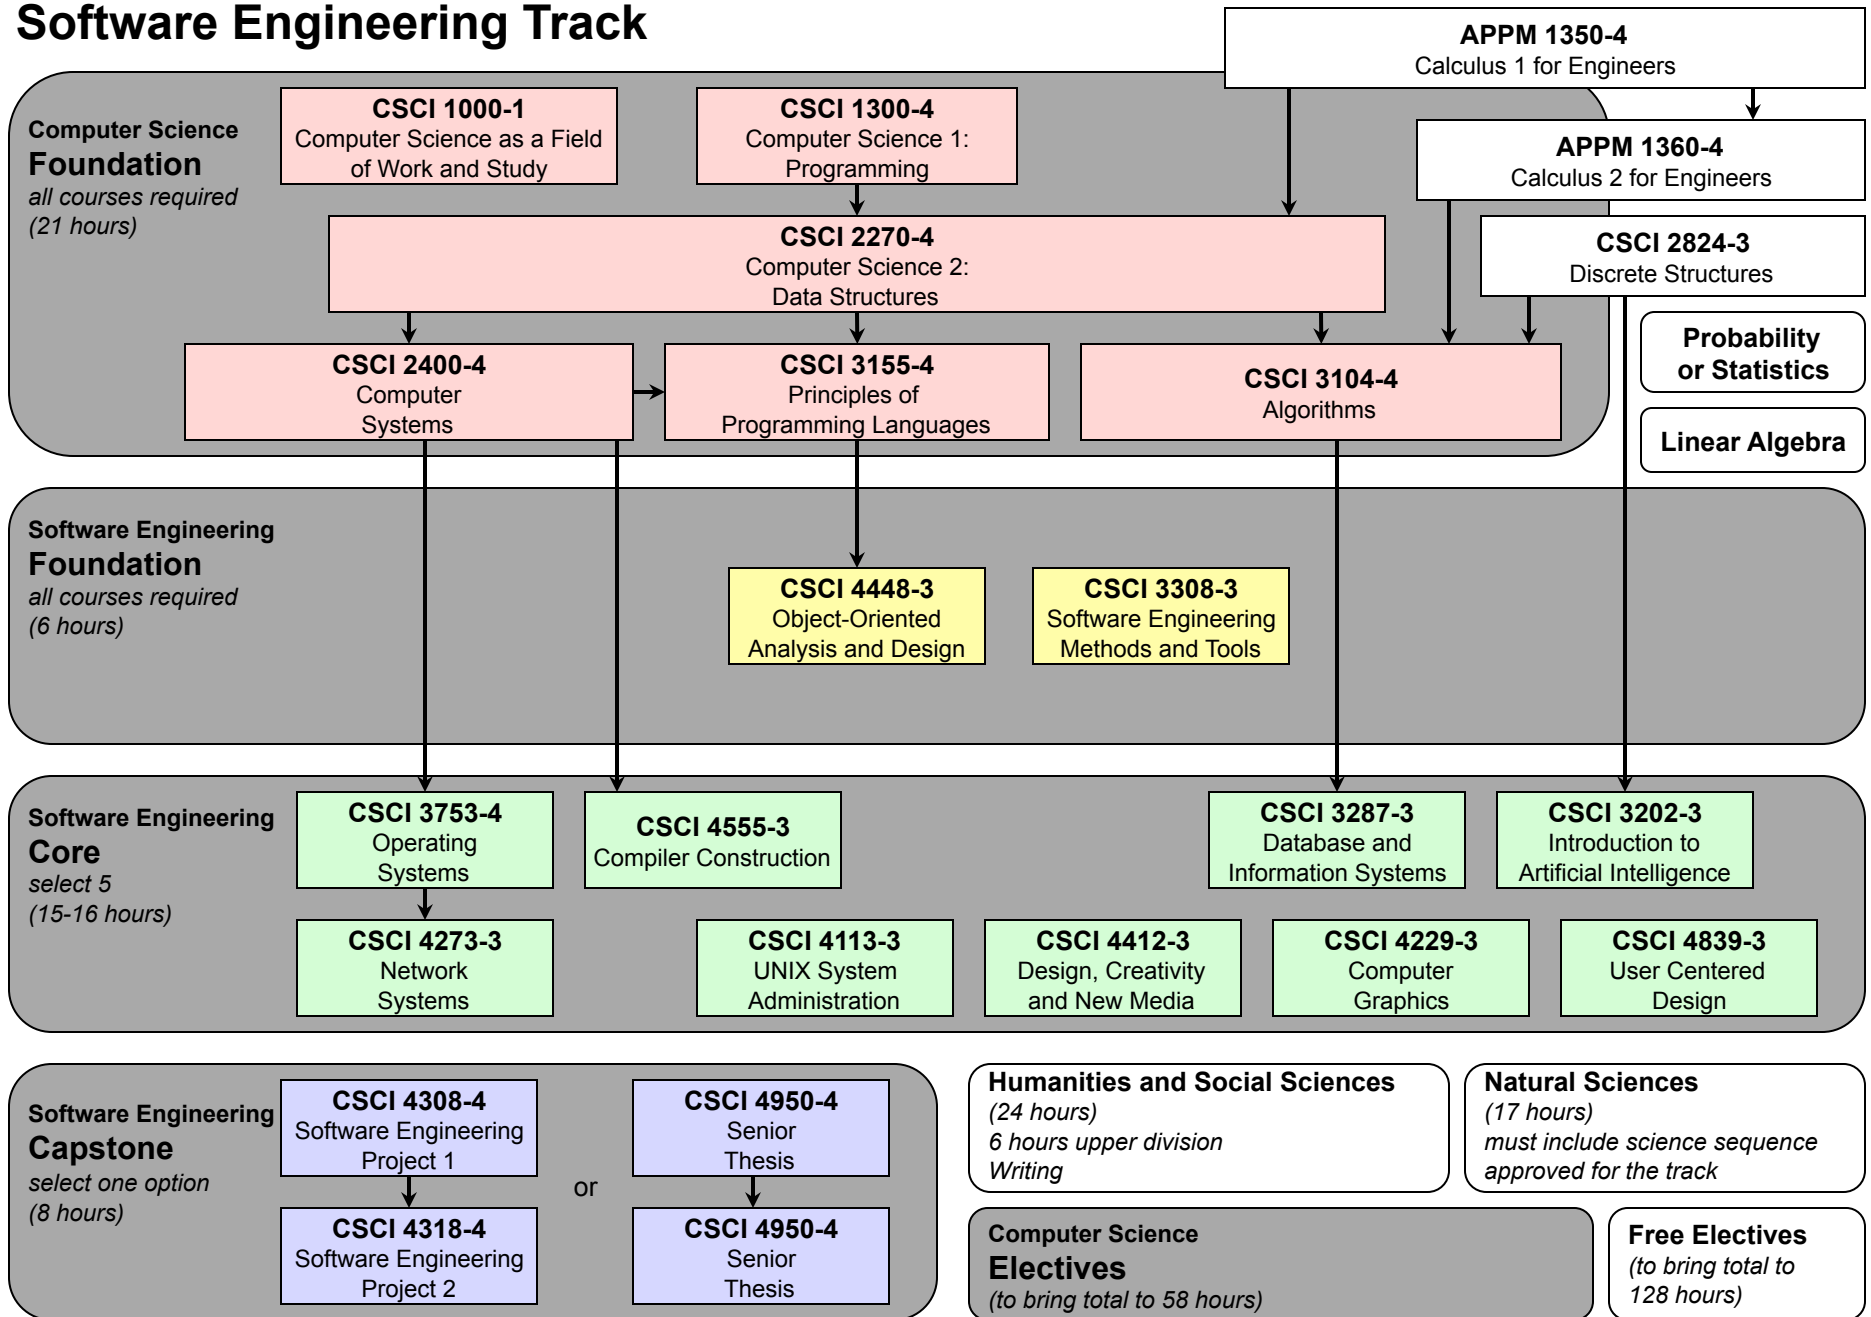 Software Engineering Track
APPM 1350-4
Calculus 1 for Engineers
Computer Science
Foundation
all courses required
(21 hours)
CSCI 1000-1
Computer Science as a Field
of Work and Study
CSCI 1300-4
Computer Science 1:
Programming
APPM 1360-4
Calculus 2 for Engineers
CSCI 2270-4
Computer Science 2:
Data Structures
CSCI 2824-3
Discrete Structures
Probability
or Statistics
CSCI 2400-4
Computer
Systems
CSCI 3155-4
Principles of
Programming Languages
CSCI 3104-4
Algorithms
Linear Algebra
Software Engineering
Foundation
all courses required
(6 hours)
CSCI 4448-3
Object-Oriented
Analysis and Design
CSCI 3308-3
Software Engineering
Methods and Tools
Software Engineering
Core
select 5
(15-16 hours)
CSCI 3753-4
Operating
Systems
CSCI 4555-3
Compiler Construction
CSCI 3287-3
Database and
Information Systems
CSCI 3202-3
Introduction to
Artificial Intelligence
CSCI 4273-3
Network
Systems
CSCI 4113-3
UNIX System
Administration
CSCI 4412-3
Design, Creativity
and New Media
CSCI 4229-3
Computer
Graphics
CSCI 4839-3
User Centered
Design
Software Engineering
Capstone
select one option
(8 hours)
CSCI 4308-4
Software Engineering
Project 1
or
CSCI 4950-4
Senior
Thesis
CSCI 4318-4
Software Engineering
Project 2
CSCI 4950-4
Senior
Thesis
Humanities and Social Sciences
(24 hours)
6 hours upper division
Writing
Natural Sciences
(17 hours)
must include science sequence
approved for the track
Computer Science
Electives
(to bring total to 58 hours)
Free Electives
(to bring total to
128 hours)